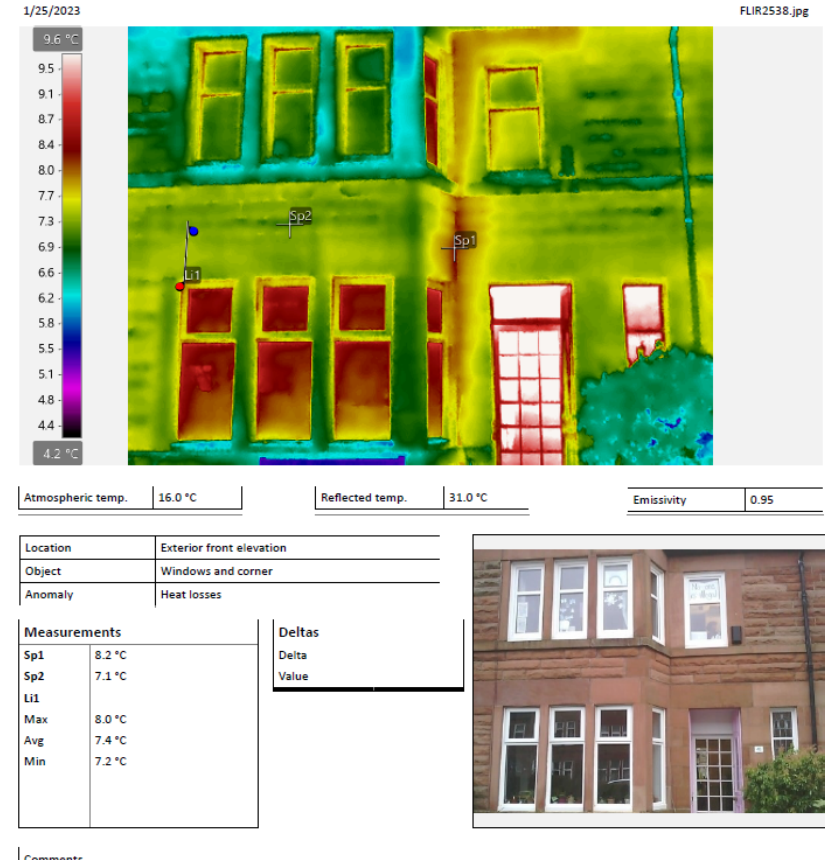 1/25/2023 FLIR2538.jpg
9.6 °C
9.5
9.1
8.7
8.4
8.0
7.7
7.3
6.9
6.6
6.2
5.8
5.5
5.1
4.8
4.4
4.2 °C
Sp2
Sp1
Li1
Atmospheric temp. 16.0 °C Reflected temp. 31.0 °C Emissivity 0.95
Location Exterior front elevation
Object Windows and corner
Anomaly Heat losses
Measurements
Sp1 8.2 °C
Sp2 7.1 °C
Li1
Max 8.0 °C
Avg 7.4 °C
Min 7.2 °C
Deltas
Delta
Value
Comments